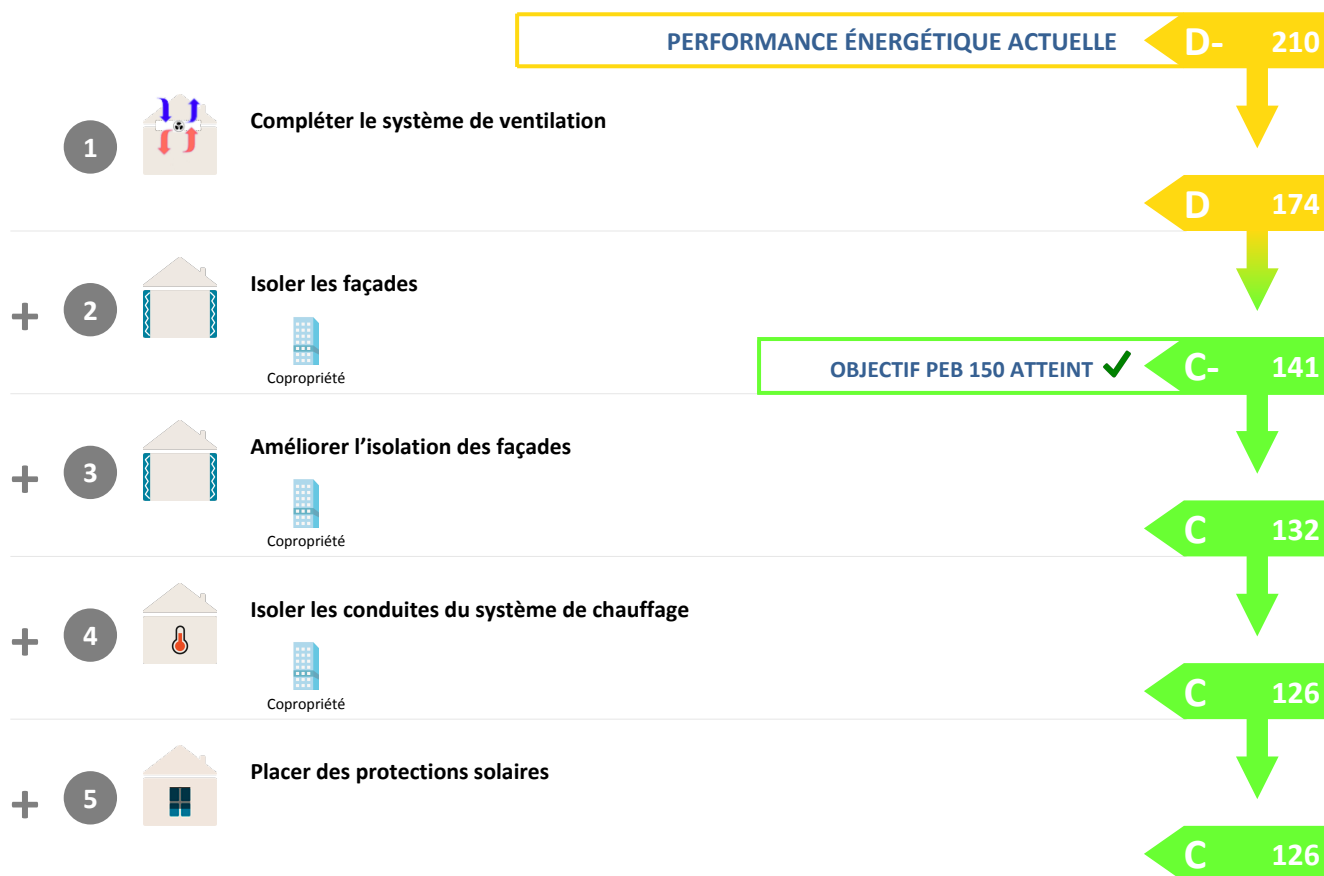 PERFORMANCE ÉNERGÉTIQUE ACTUELLE D- 210
1 Compléter le système de ventilation
D 174
+ 2 Isoler les façades
Copropriété
OBJECTIF PEB 150 ATTEINT ✓ C- 141
+ 3 Améliorer l’isolation des façades
Copropriété
C 132
+ 4 Isoler les conduites du système de chauffage
Copropriété
C 126
+ 5 Placer des protections solaires
C 126